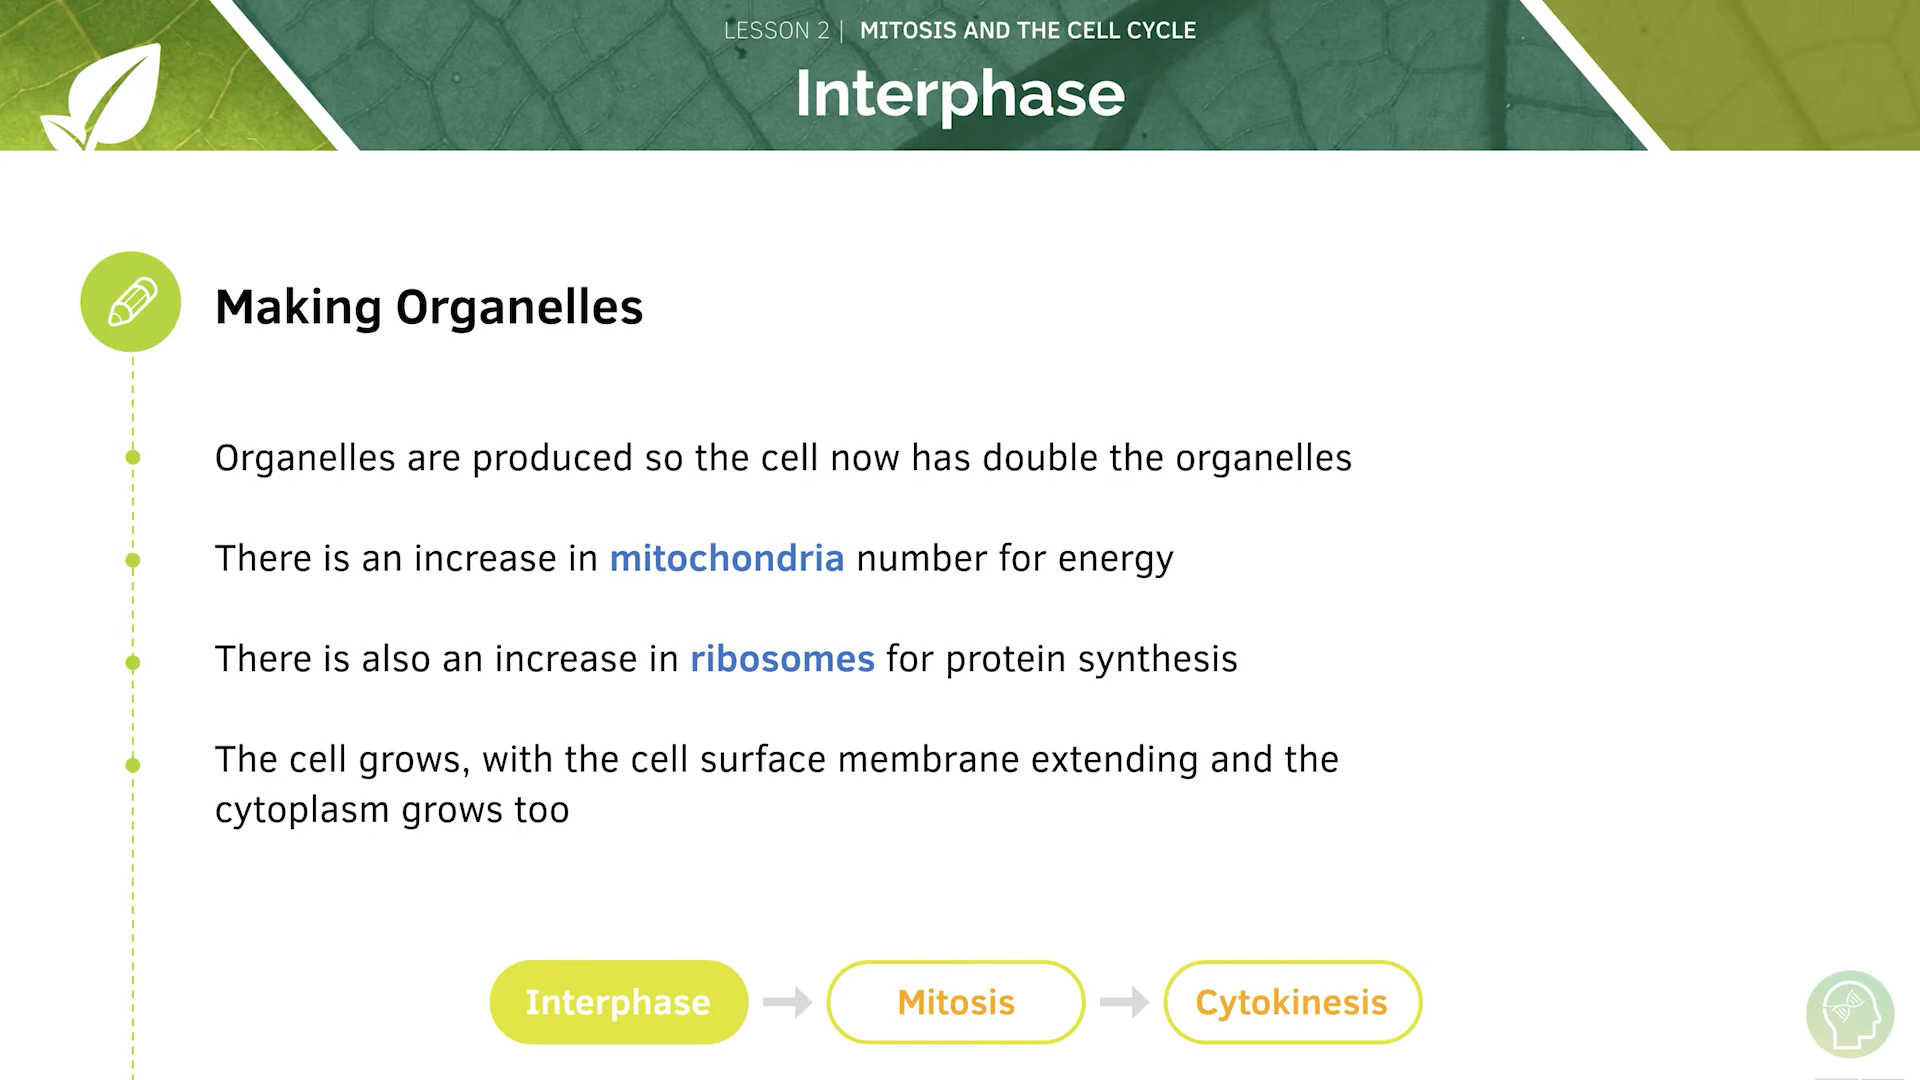 LESSON 2 | MITOSIS AND THE CELL CYCLE
Interphase
Making Organelles
Organelles are produced so the cell now has double the organelles
There is an increase in mitochondria number for energy
There is also an increase in ribosomes for protein synthesis
The cell grows, with the cell surface membrane extending and the
cytoplasm grows too
Interphase
Mitosis
Cytokinesis